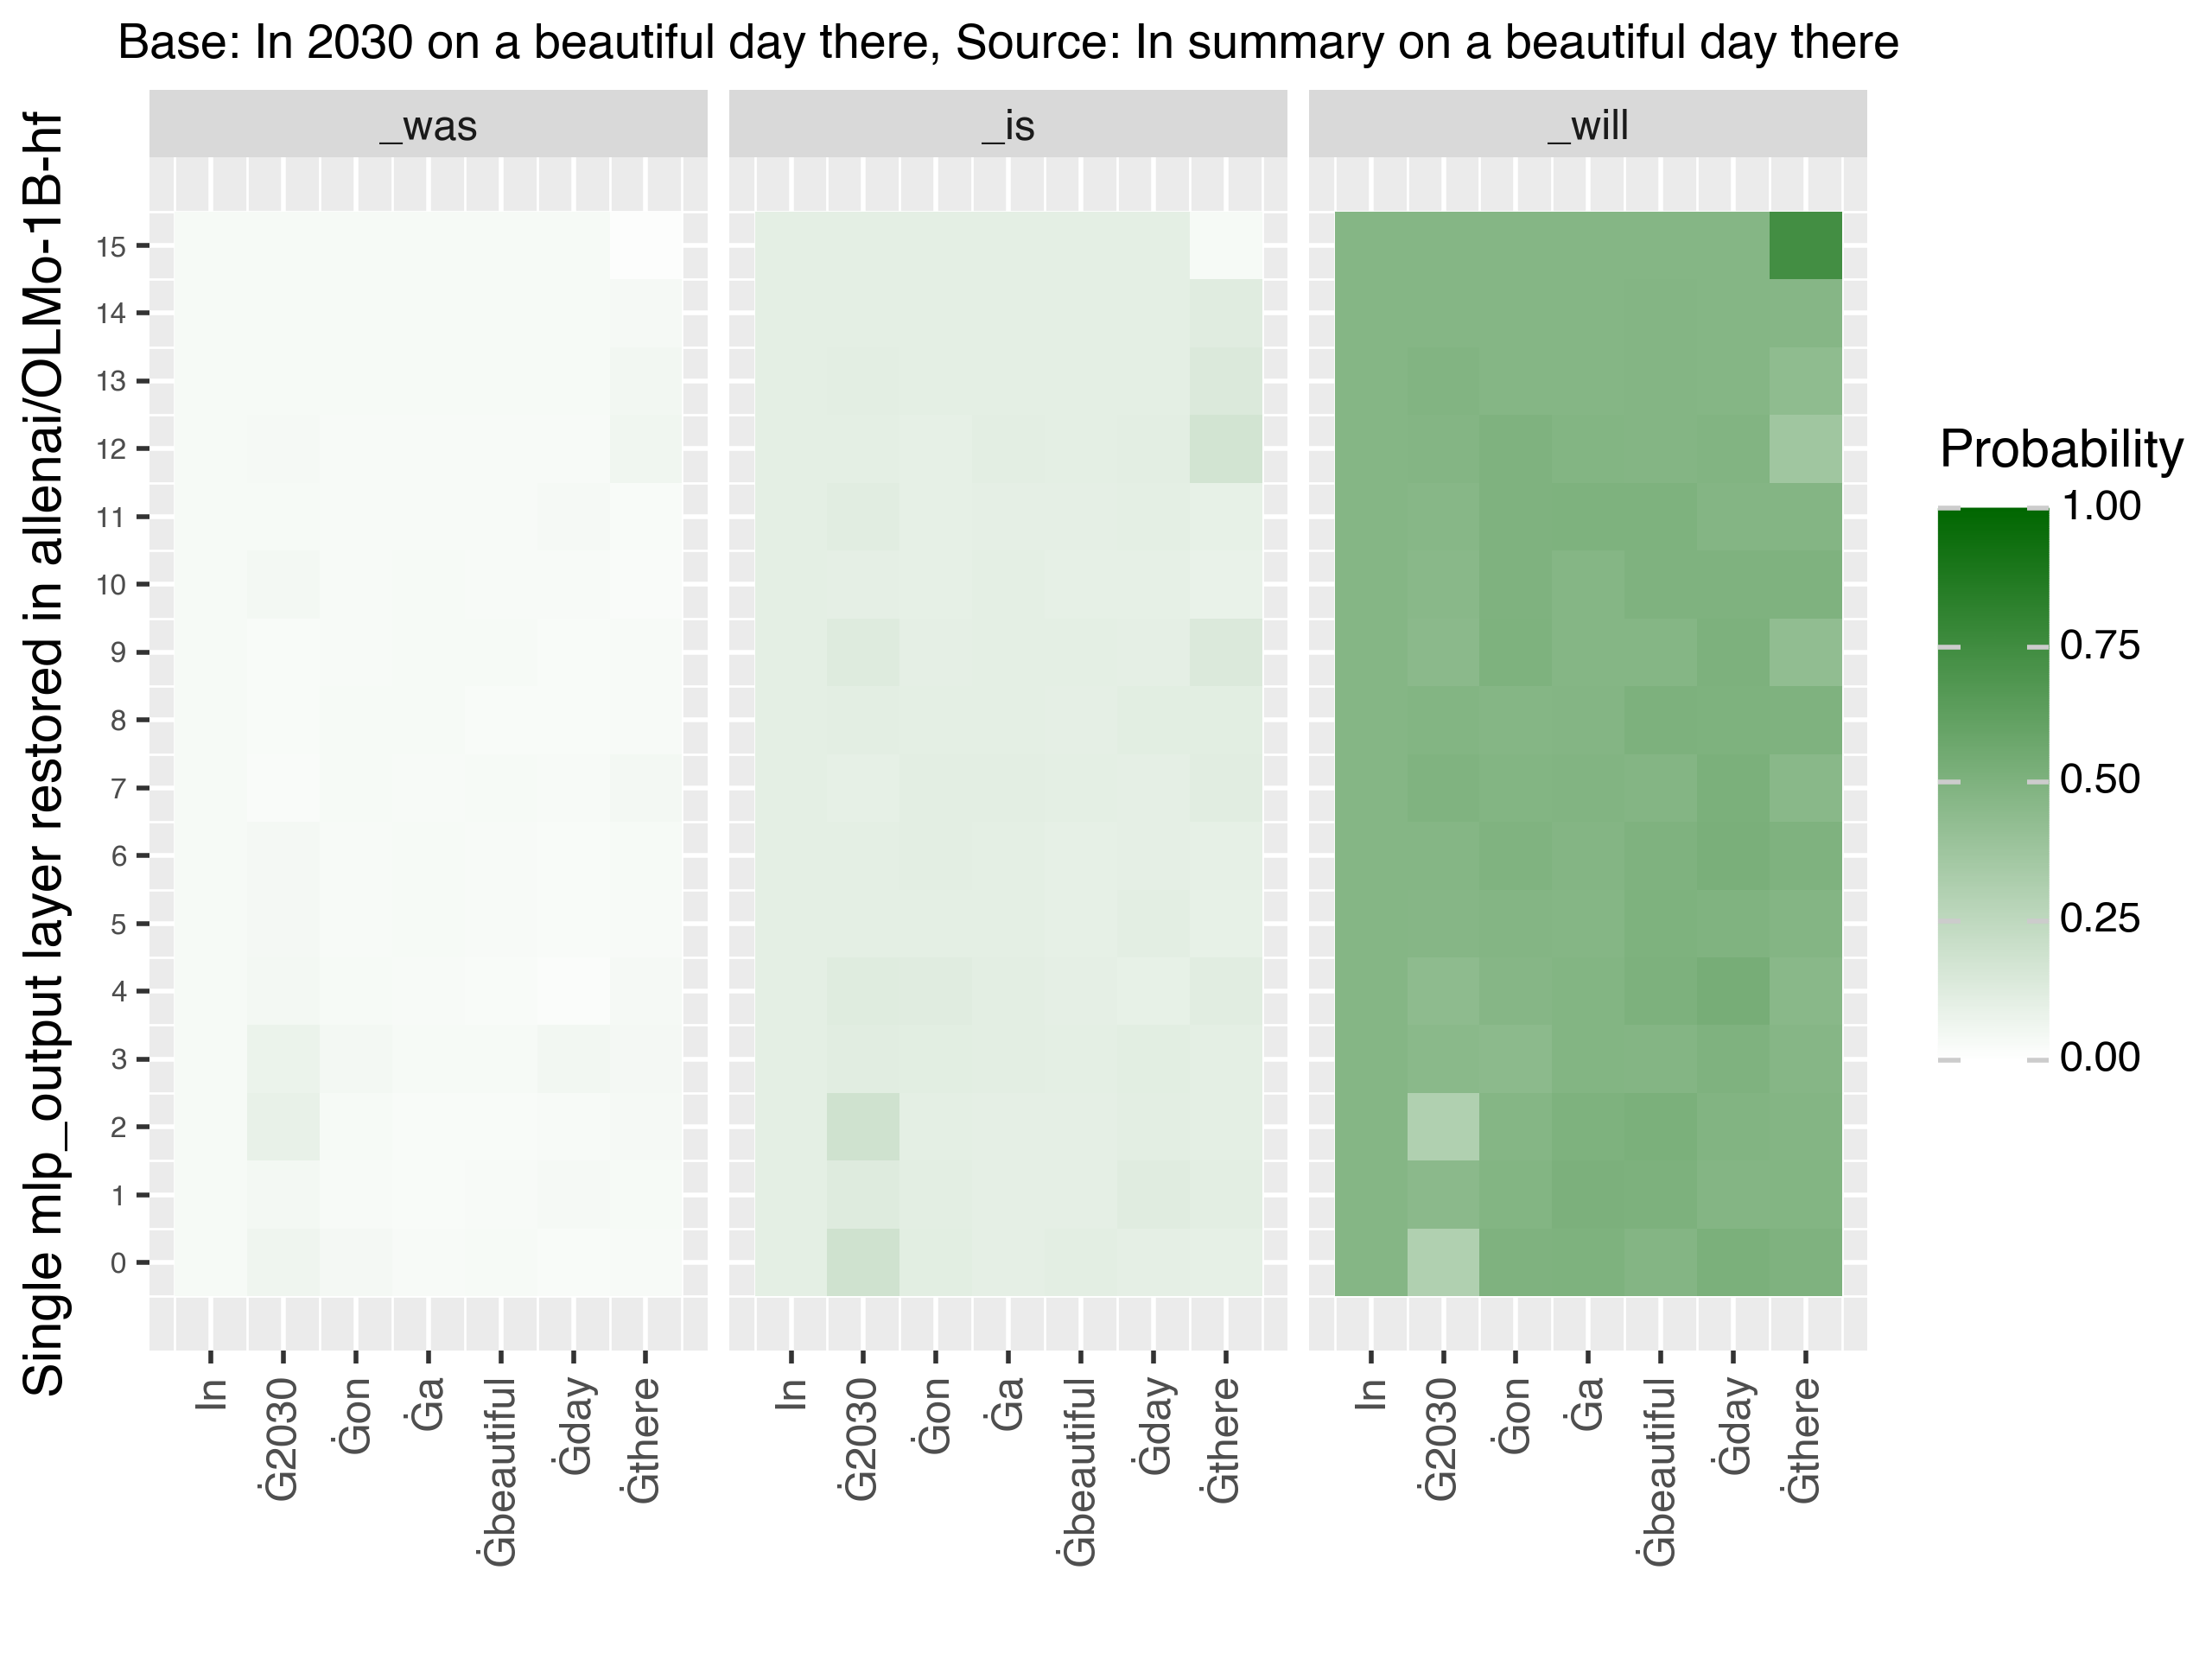 Base: In 2030 on a beautiful day there, Source: In summary on a beautiful day there
Single mlp_output layer restored in allenai/OLMo-1B-hf
_was
_is
_will
15
14
13
12
11
10
9
8
7
6
5
4
3
2
1
0
In
Ġ2030
Ġon
Ġa
Ġbeautiful
Ġday
Ġthere
In
Ġ2030
Ġon
Ġa
Ġbeautiful
Ġday
Ġthere
In
Ġ2030
Ġon
Ġa
Ġbeautiful
Ġday
Ġthere
Probability
1.00
0.75
0.50
0.25
0.00